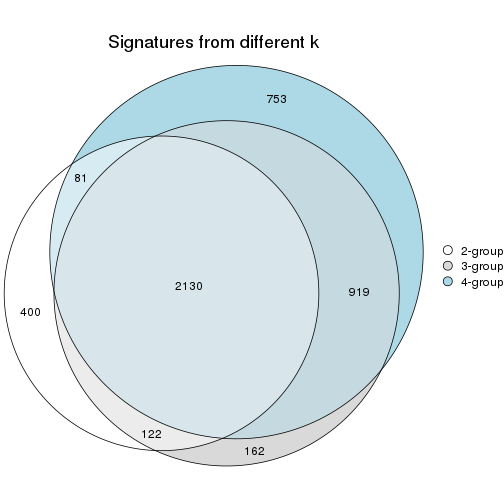 Signatures from different k
753
81
2130
919
400
122
162
2-group
3-group
4-group